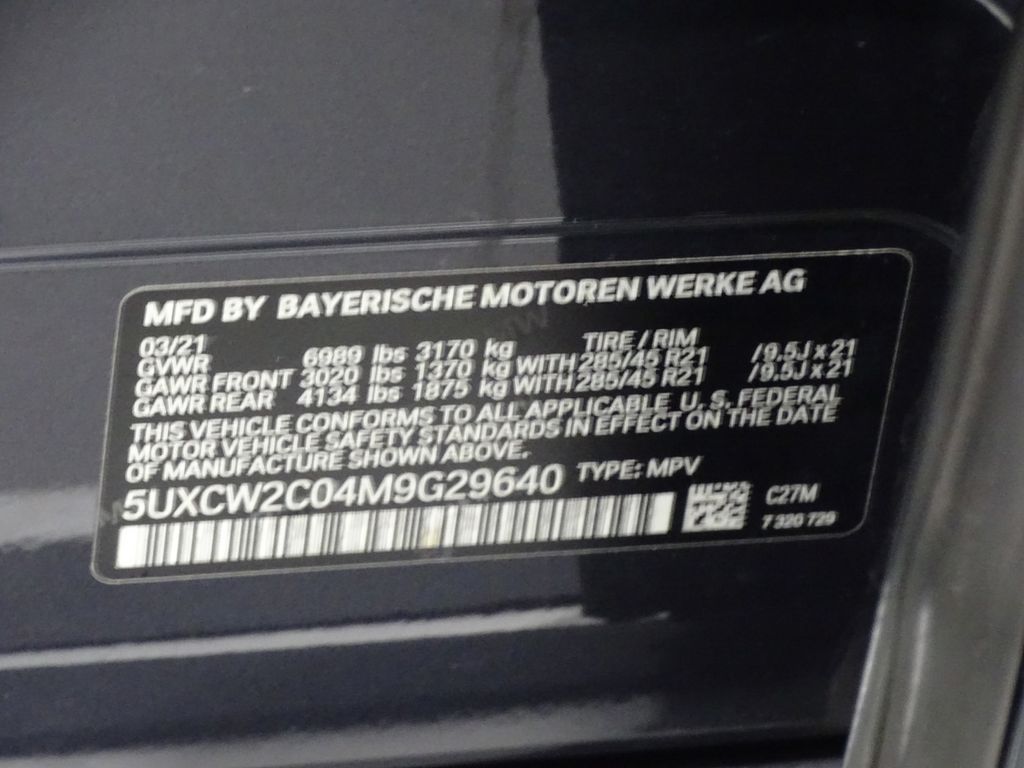 MFD BY BAYERISCHE MOTOREN WERKE AG
03/21 TIRE / RIM
GVWR 6989 lbs 3170 kg
GAWR FRONT 3020 lbs 1370 kg WITH 285/45 R21 /9.5J x 21
GAWR REAR 4134 lbs 1875 kg WITH 285/45 R21 /9.5J x 21
THIS VEHICLE CONFORMS TO ALL APPLICABLE U. S. FEDERAL
MOTOR VEHICLE SAFETY STANDARDS IN EFFECT ON THE DATE
OF MANUFACTURE SHOWN ABOVE.
5UXCW2C04M9G29640 TYPE: MPV
C27M
7 320 729